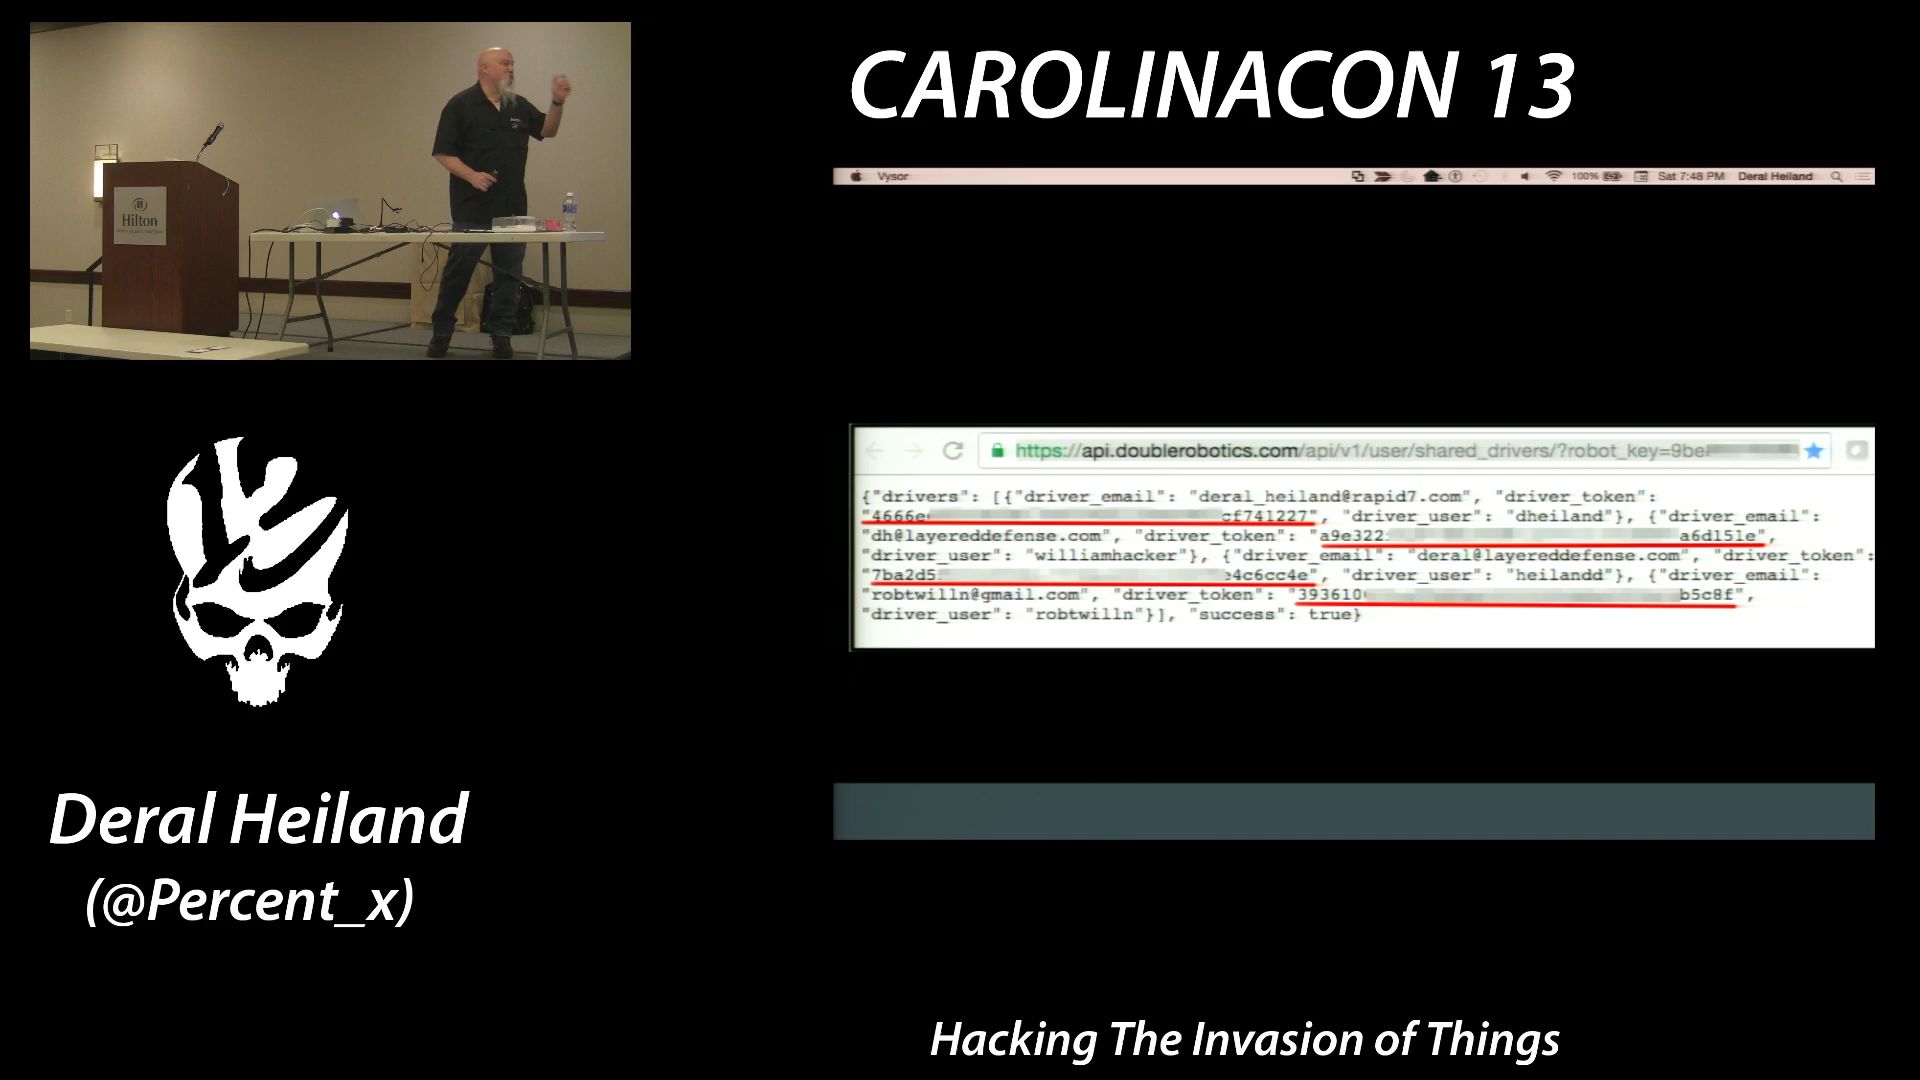 CAROLINACON 13
Hilton
Vysor
100%
Sat 7:48 PM Deral Heiland
https://api.doublerobotics.com/api/v1/user/shared_drivers/?robot_key=9be
{"drivers": [{"driver_email": "deral_heiland@rapid7.com", "driver_token":
"4666e cf741227", "driver_user": "dheiland"}, {"driver_email":
"dh@layereddefense.com", "driver_token": "a9e322 a6d151e",
"driver_user": "williamhacker"}, {"driver_email": "deral@layereddefense.com", "driver_token":
"7ba2d5 e4c6cc4e", "driver_user": "heilandd"}, {"driver_email":
"robtwilln@gmail.com", "driver_token": "393610 b5c8f",
"driver_user": "robtwilln"}], "success": true}
Deral Heiland
(@Percent_x)
Hacking The Invasion of Things